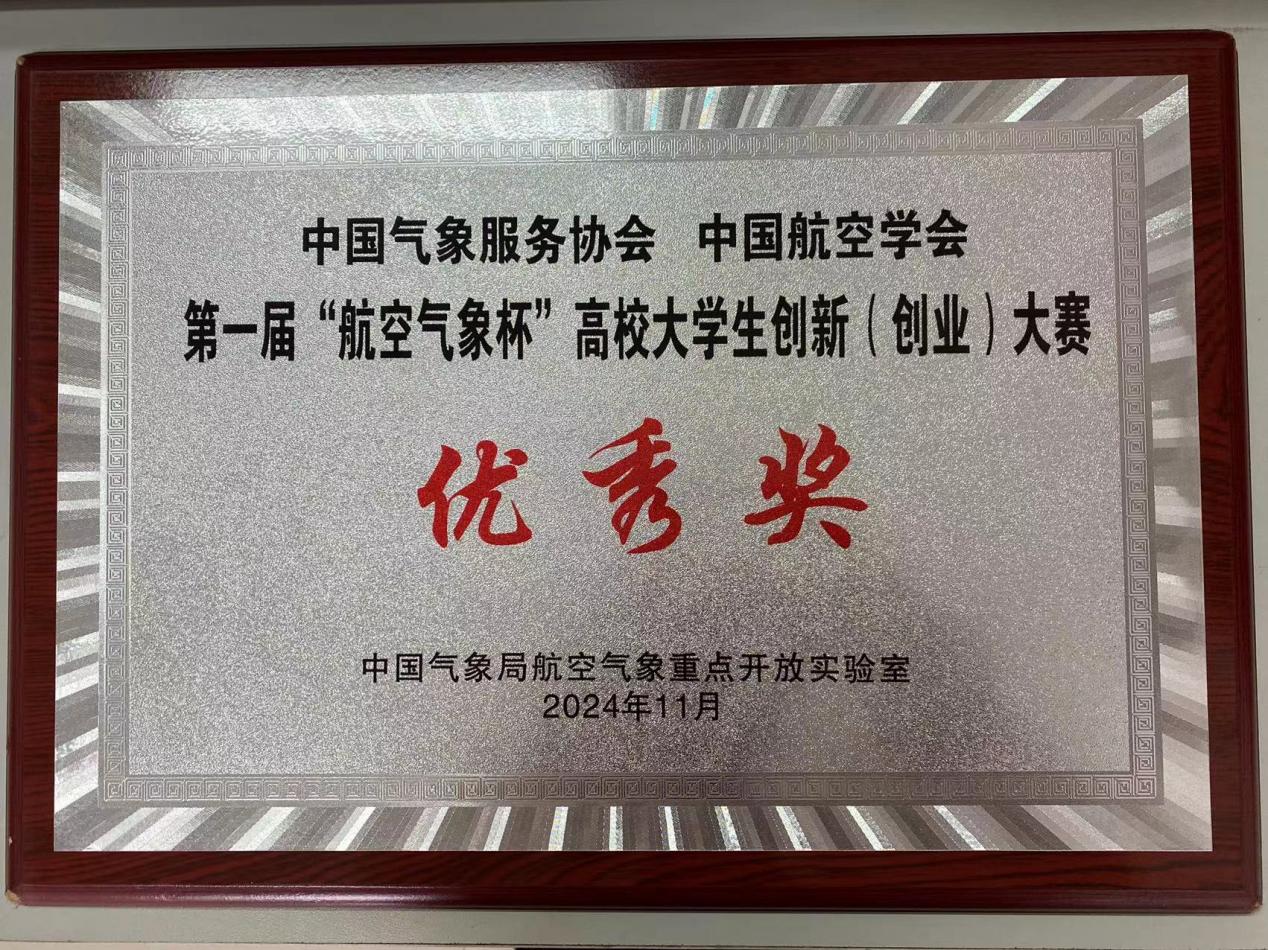 中国气象服务协会 中国航空学会
第一届“航空气象杯”高校大学生创新（创业）大赛
优秀奖
中国气象局航空气象重点开放实验室
2024年11月